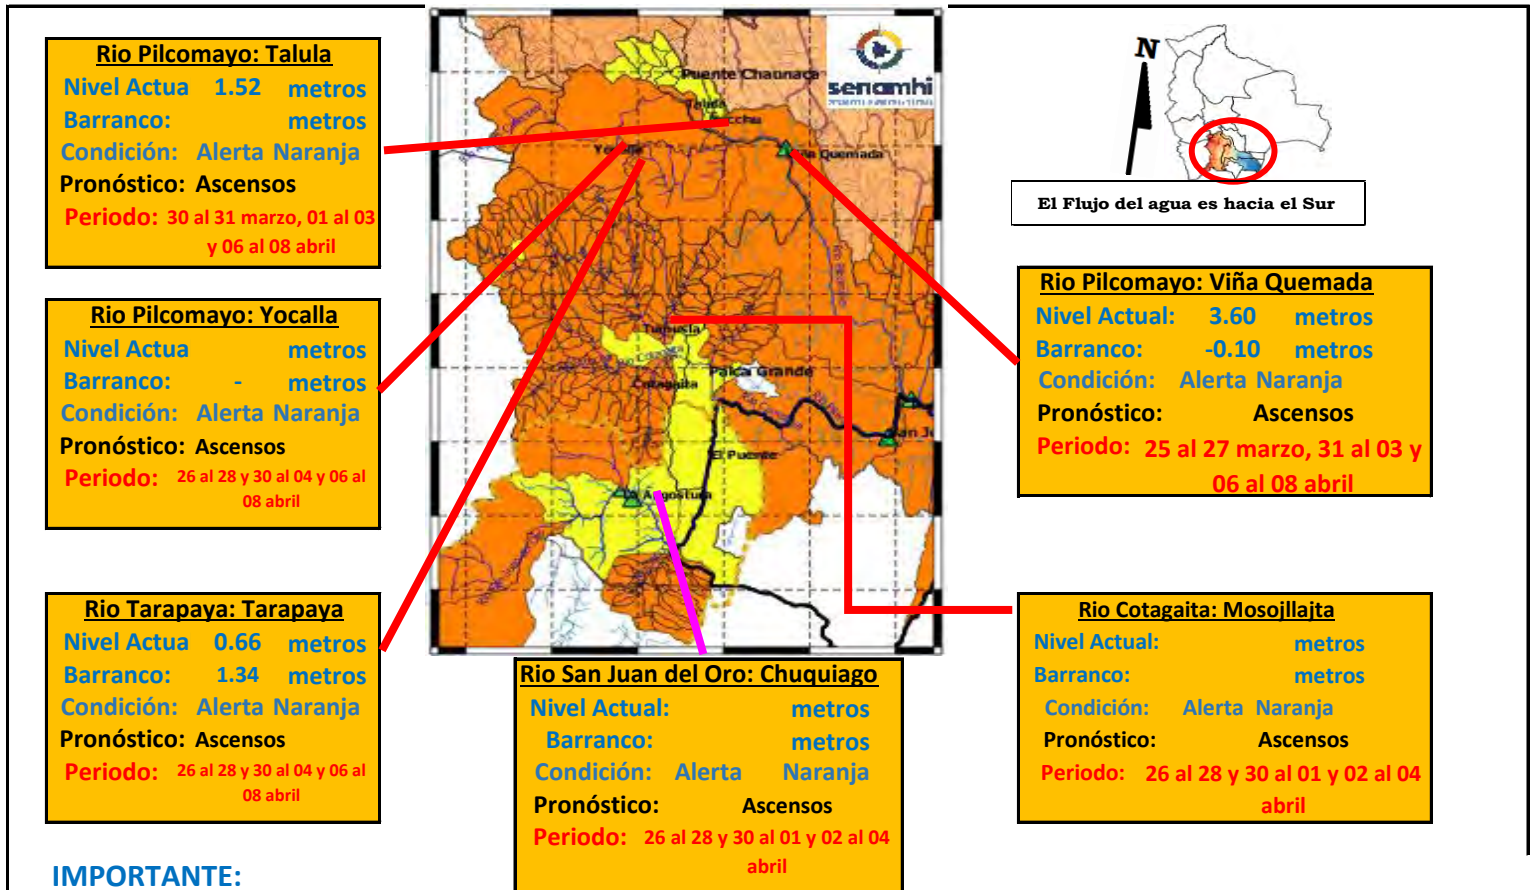 Rio Pilcomayo: Talula
Nivel Actua 1.52 metros
Barranco: metros
Condición: Alerta Naranja
Pronóstico: Ascensos
Periodo: 30 al 31 marzo, 01 al 03
y 06 al 08 abril
Rio Pilcomayo: Yocalla
Nivel Actua metros
Barranco: - metros
Condición: Alerta Naranja
Pronóstico: Ascensos
Periodo: 26 al 28 y 30 al 04 y 06 al
08 abril
Rio Tarapaya: Tarapaya
Nivel Actua 0.66 metros
Barranco: 1.34 metros
Condición: Alerta Naranja
Pronóstico: Ascensos
Periodo: 26 al 28 y 30 al 04 y 06 al
08 abril
senamhi
Puente Chaunaca
Talula
Quemada
Tumusla
Palca Grande
Cotagaita
El Puente
Angostura
N
El Flujo del agua es hacia el Sur
Rio Pilcomayo: Viña Quemada
Nivel Actual: 3.60 metros
Barranco: -0.10 metros
Condición: Alerta Naranja
Pronóstico: Ascensos
Periodo: 25 al 27 marzo, 31 al 03 y
06 al 08 abril
Rio Cotagaita: Mosojllajta
Nivel Actual: metros
Barranco: metros
Condición: Alerta Naranja
Pronóstico: Ascensos
Periodo: 26 al 28 y 30 al 01 y 02 al 04
abril
Rio San Juan del Oro: Chuquiago
Nivel Actual: metros
Barranco: metros
Condición: Alerta Naranja
Pronóstico: Ascensos
Periodo: 26 al 28 y 30 al 01 y 02 al 04
abril
IMPORTANTE: